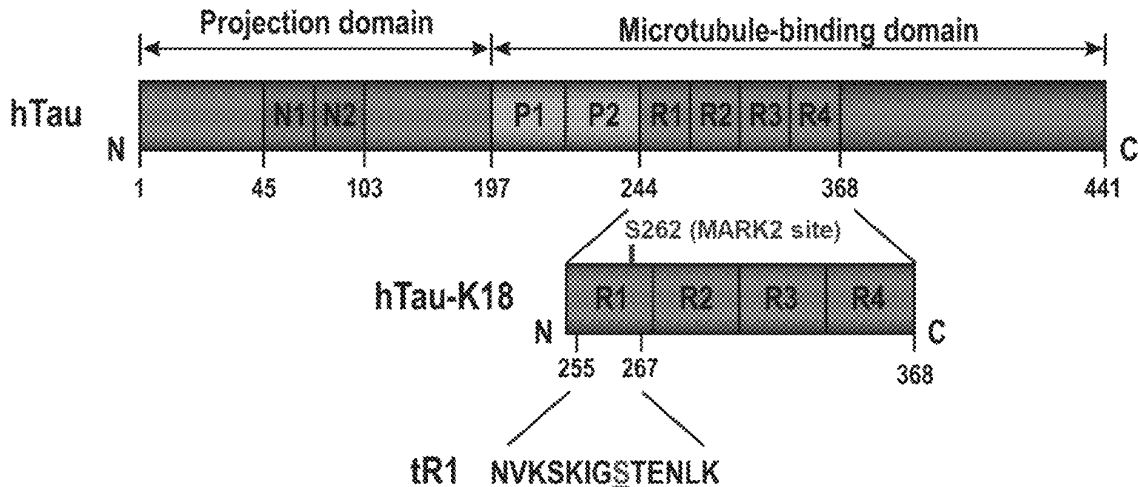 Projection domain Microtubule-binding domain
hTau N1 N2 P1 P2 R1 R2 R3 R4
N C
1 45 103 197 244 368 441
S262 (MARK2 site)
hTau-K18 R1 R2 R3 R4
N C
255 267 368
tR1 NVKSKIGSTENLK